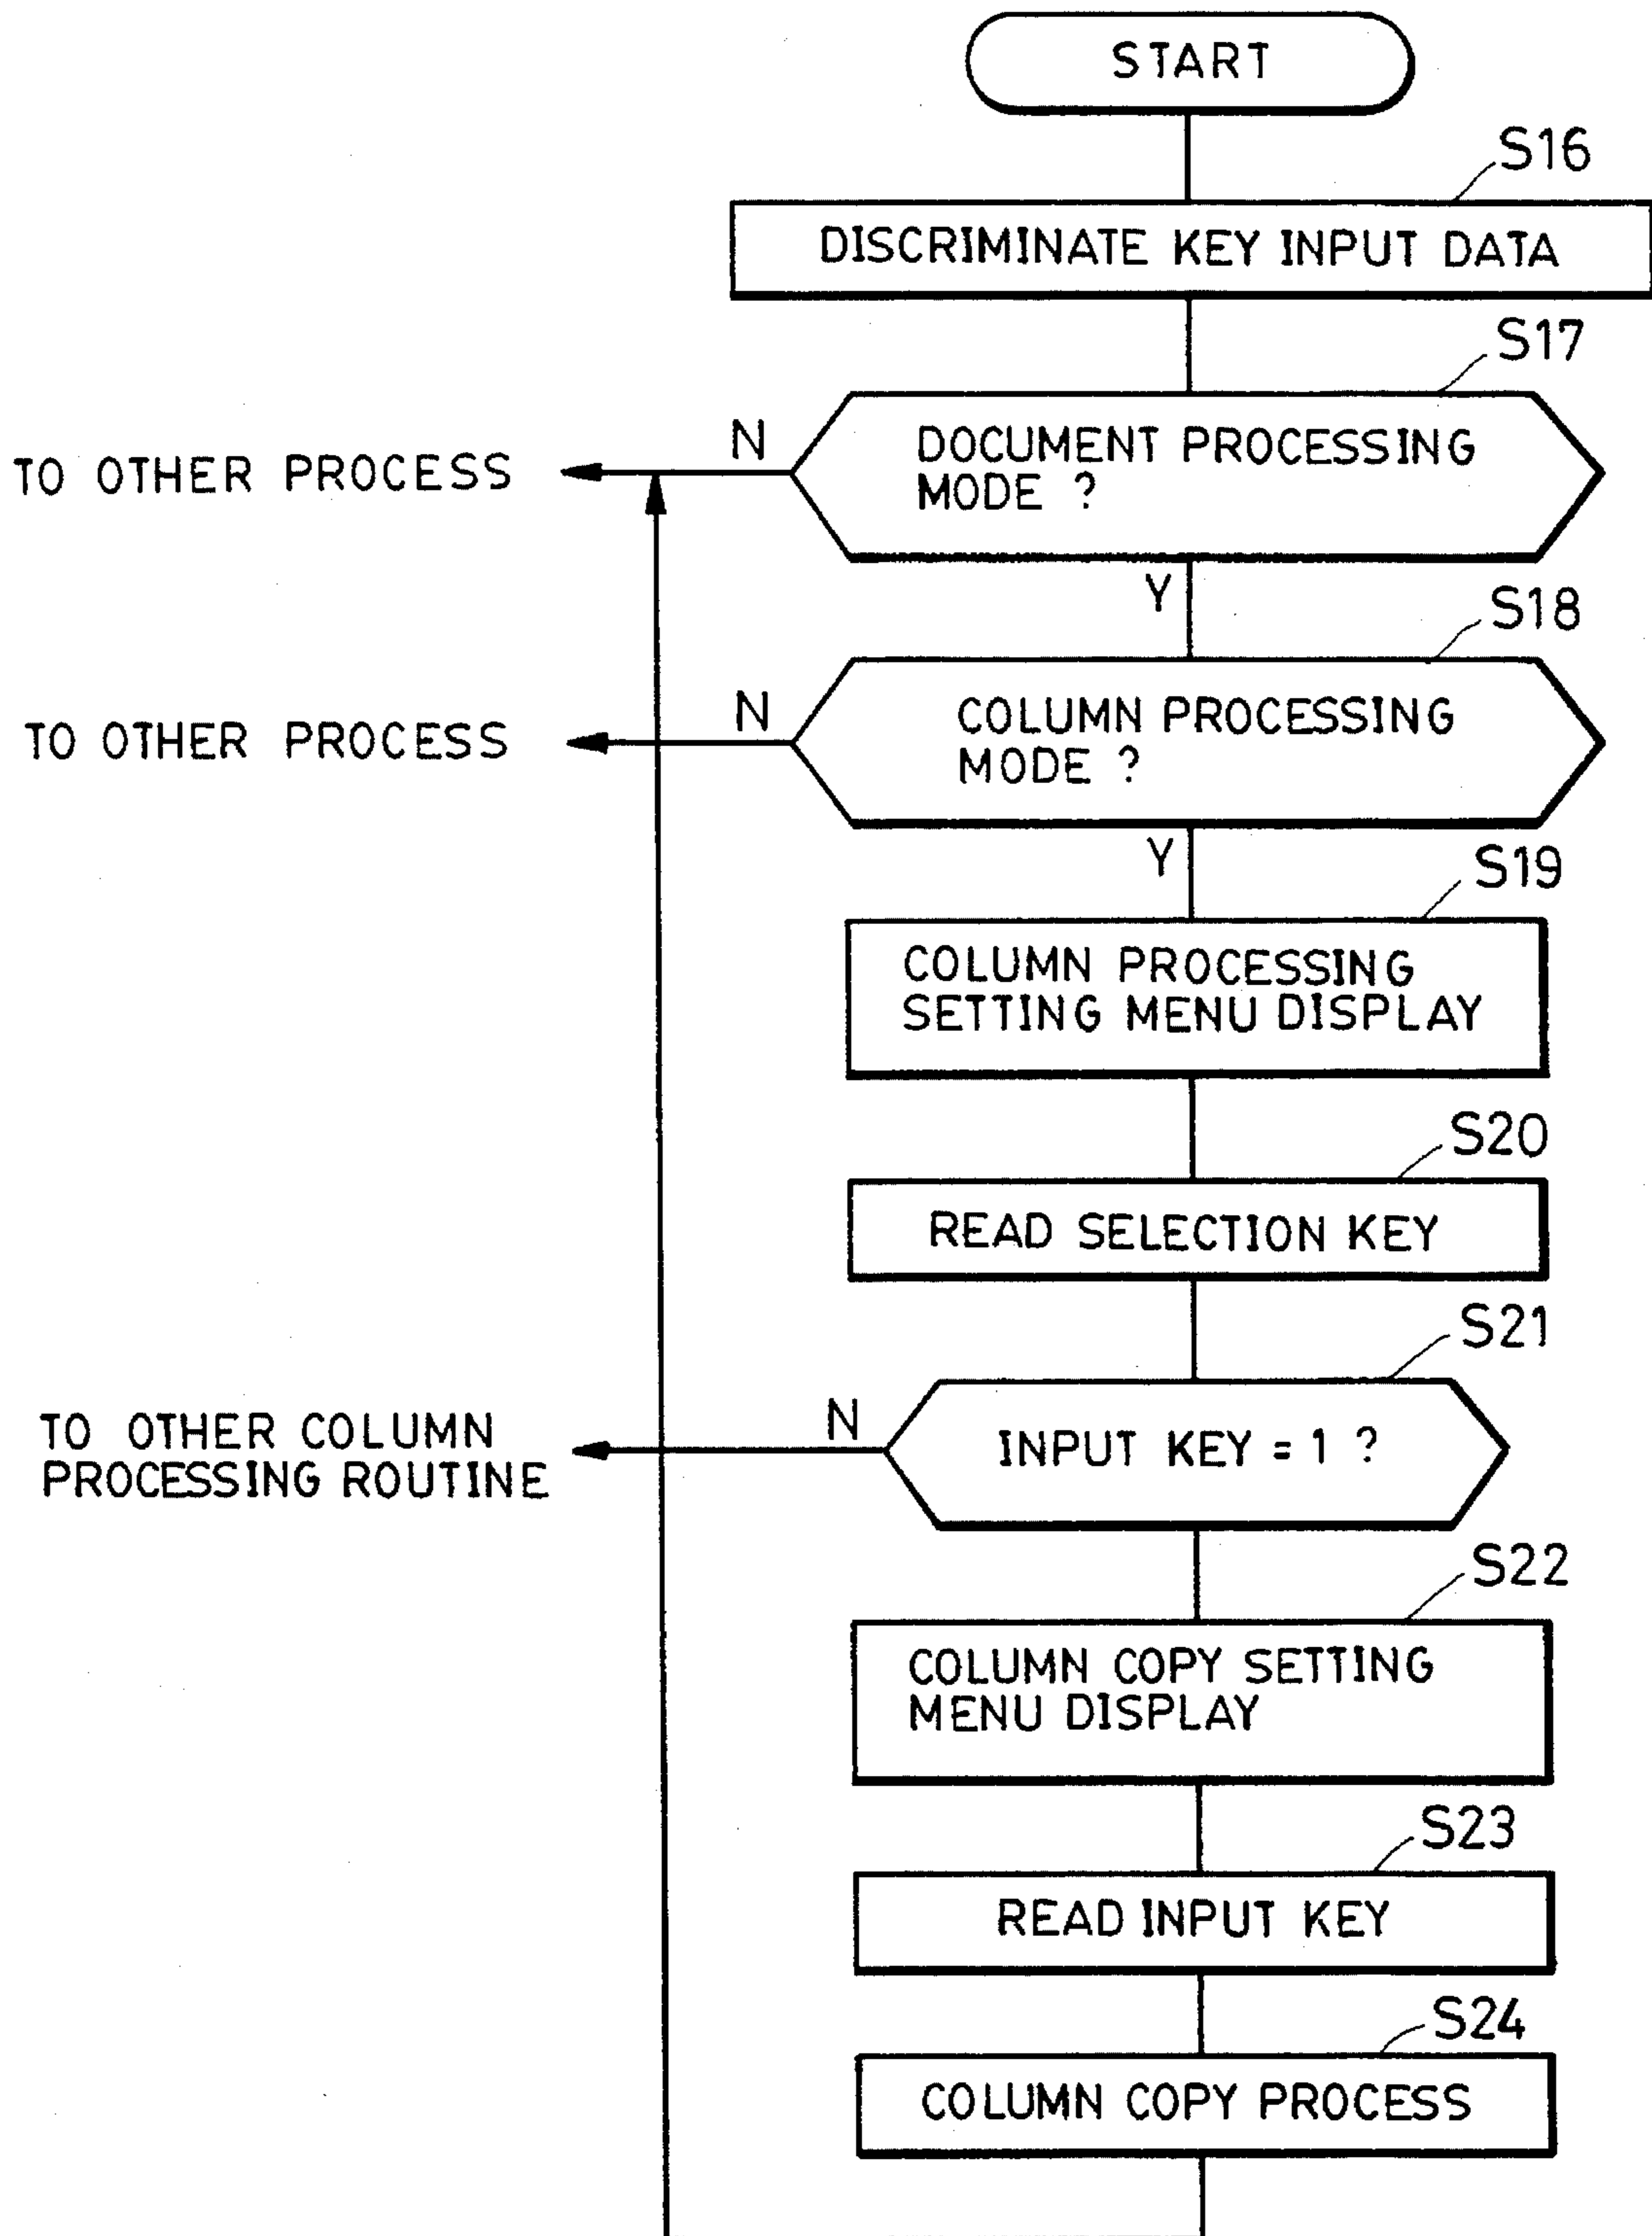 START
S16
DISCRIMINATE KEY INPUT DATA
S17
N
DOCUMENT PROCESSING
MODE ?
TO OTHER PROCESS
Y
S18
N
COLUMN PROCESSING
MODE ?
TO OTHER PROCESS
Y
S19
COLUMN PROCESSING
SETTING MENU DISPLAY
S20
READ SELECTION KEY
S21
N
INPUT KEY = 1 ?
TO OTHER COLUMN
PROCESSING ROUTINE
S22
COLUMN COPY SETTING
MENU DISPLAY
S23
READ INPUT KEY
S24
COLUMN COPY PROCESS